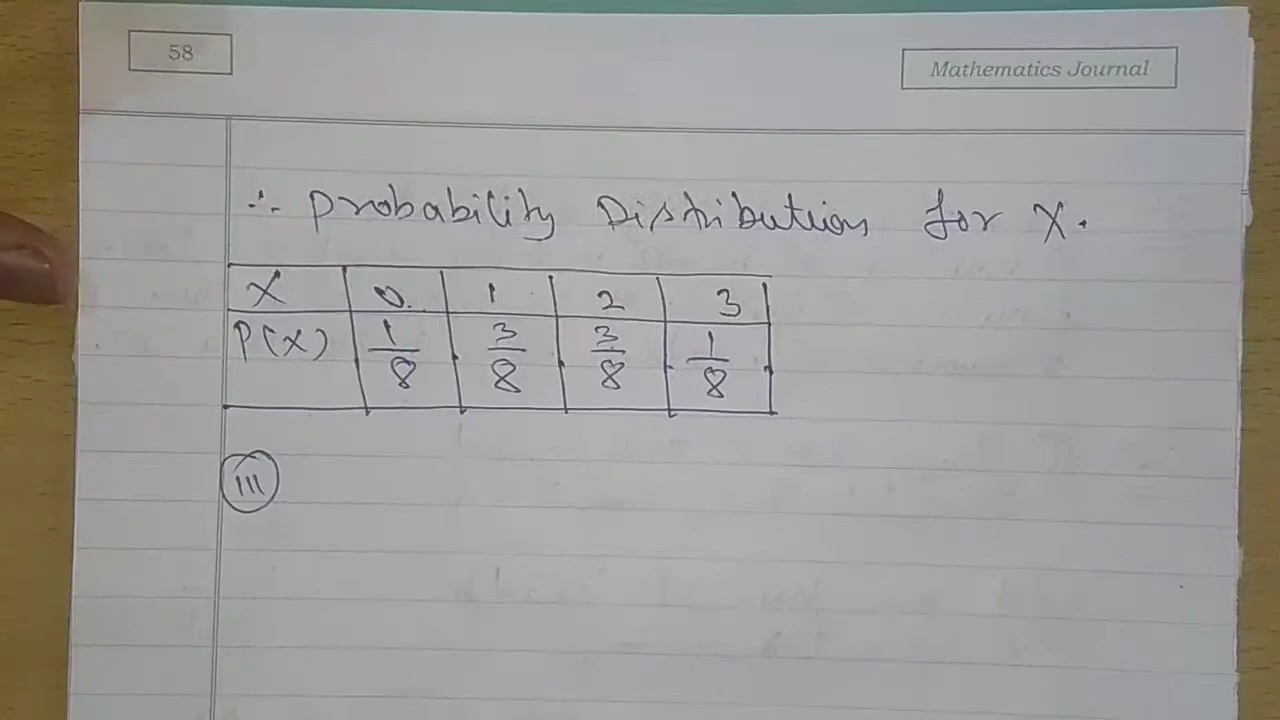 58
Mathematics Journal
∴ Probability Distribution for X.
X 0 1 2 3
P(X) 1/8 3/8 3/8 1/8
(iii)